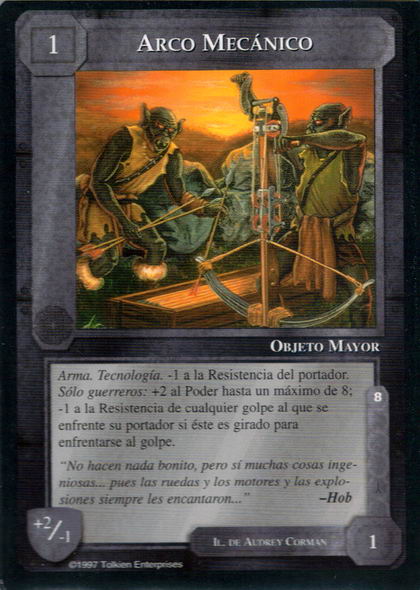 1
ARCO MECÁNICO
OBJETO MAYOR
Arma. Tecnología. -1 a la Resistencia del portador.
Sólo guerreros: +2 al Poder hasta un máximo de 8;
-1 a la Resistencia de cualquier golpe al que se
enfrente su portador si éste es girado para
enfrentarse al golpe.
8
“No hacen nada bonito, pero sí muchas cosas inge-
niosas... pues las ruedas y los motores y las explo-
siones siempre les encantaron...” –Hob
+2/-1
IL. DE AUDREY CORMAN
1
©1997 Tolkien Enterprises